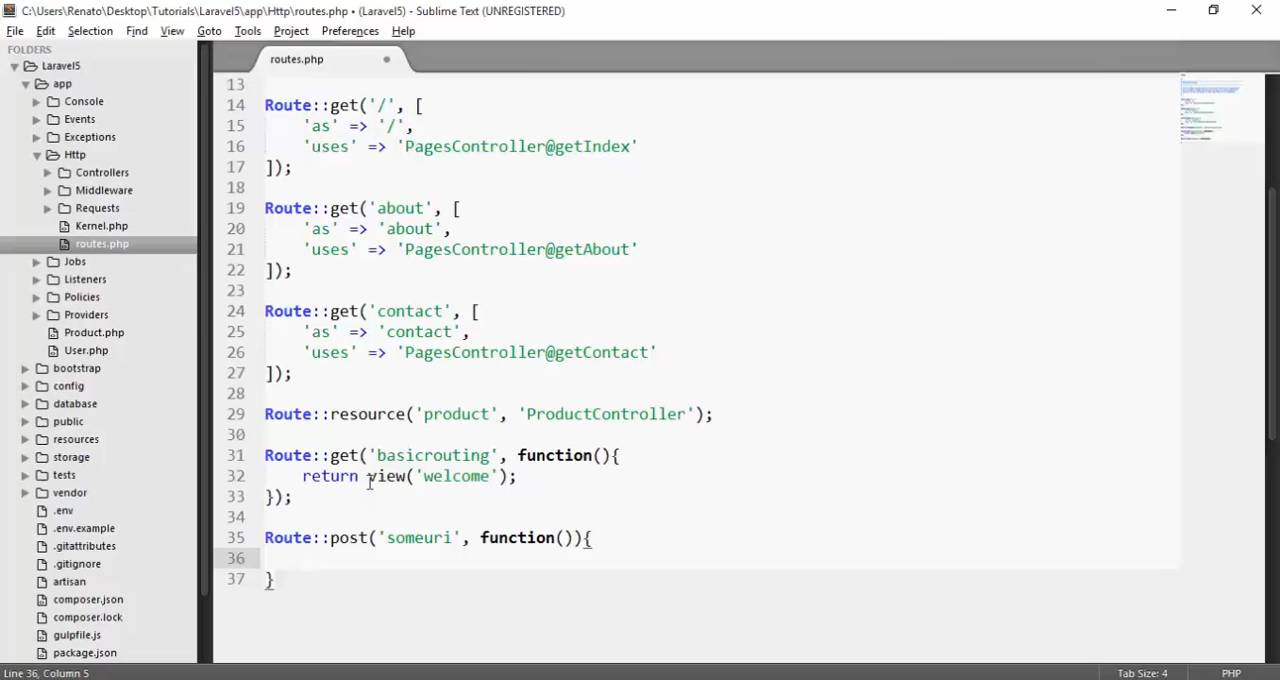 C:\Users\Renato\Desktop\Tutorials\Laravel5\app\Http\routes.php • (Laravel5) - Sublime Text (UNREGISTERED)
File Edit Selection Find View Goto Tools Project Preferences Help
FOLDERS
Laravel5
app
Console
Events
Exceptions
Http
Controllers
Middleware
Requests
Kernel.php
routes.php
Jobs
Listeners
Policies
Providers
Product.php
User.php
bootstrap
config
database
public
resources
storage
tests
vendor
.env
.env.example
.gitattributes
.gitignore
artisan
composer.json
composer.lock
gulpfile.js
package.json
routes.php
13
14 Route::get('/', [
15 'as' => '/',
16 'uses' => 'PagesController@getIndex'
17 ]);
18
19 Route::get('about', [
20 'as' => 'about',
21 'uses' => 'PagesController@getAbout'
22 ]);
23
24 Route::get('contact', [
25 'as' => 'contact',
26 'uses' => 'PagesController@getContact'
27 ]);
28
29 Route::resource('product', 'ProductController');
30
31 Route::get('basicrouting', function(){
32 return view('welcome');
33 });
34
35 Route::post('someuri', function()){
36
37 }
Line 36, Column 5 Tab Size: 4 PHP